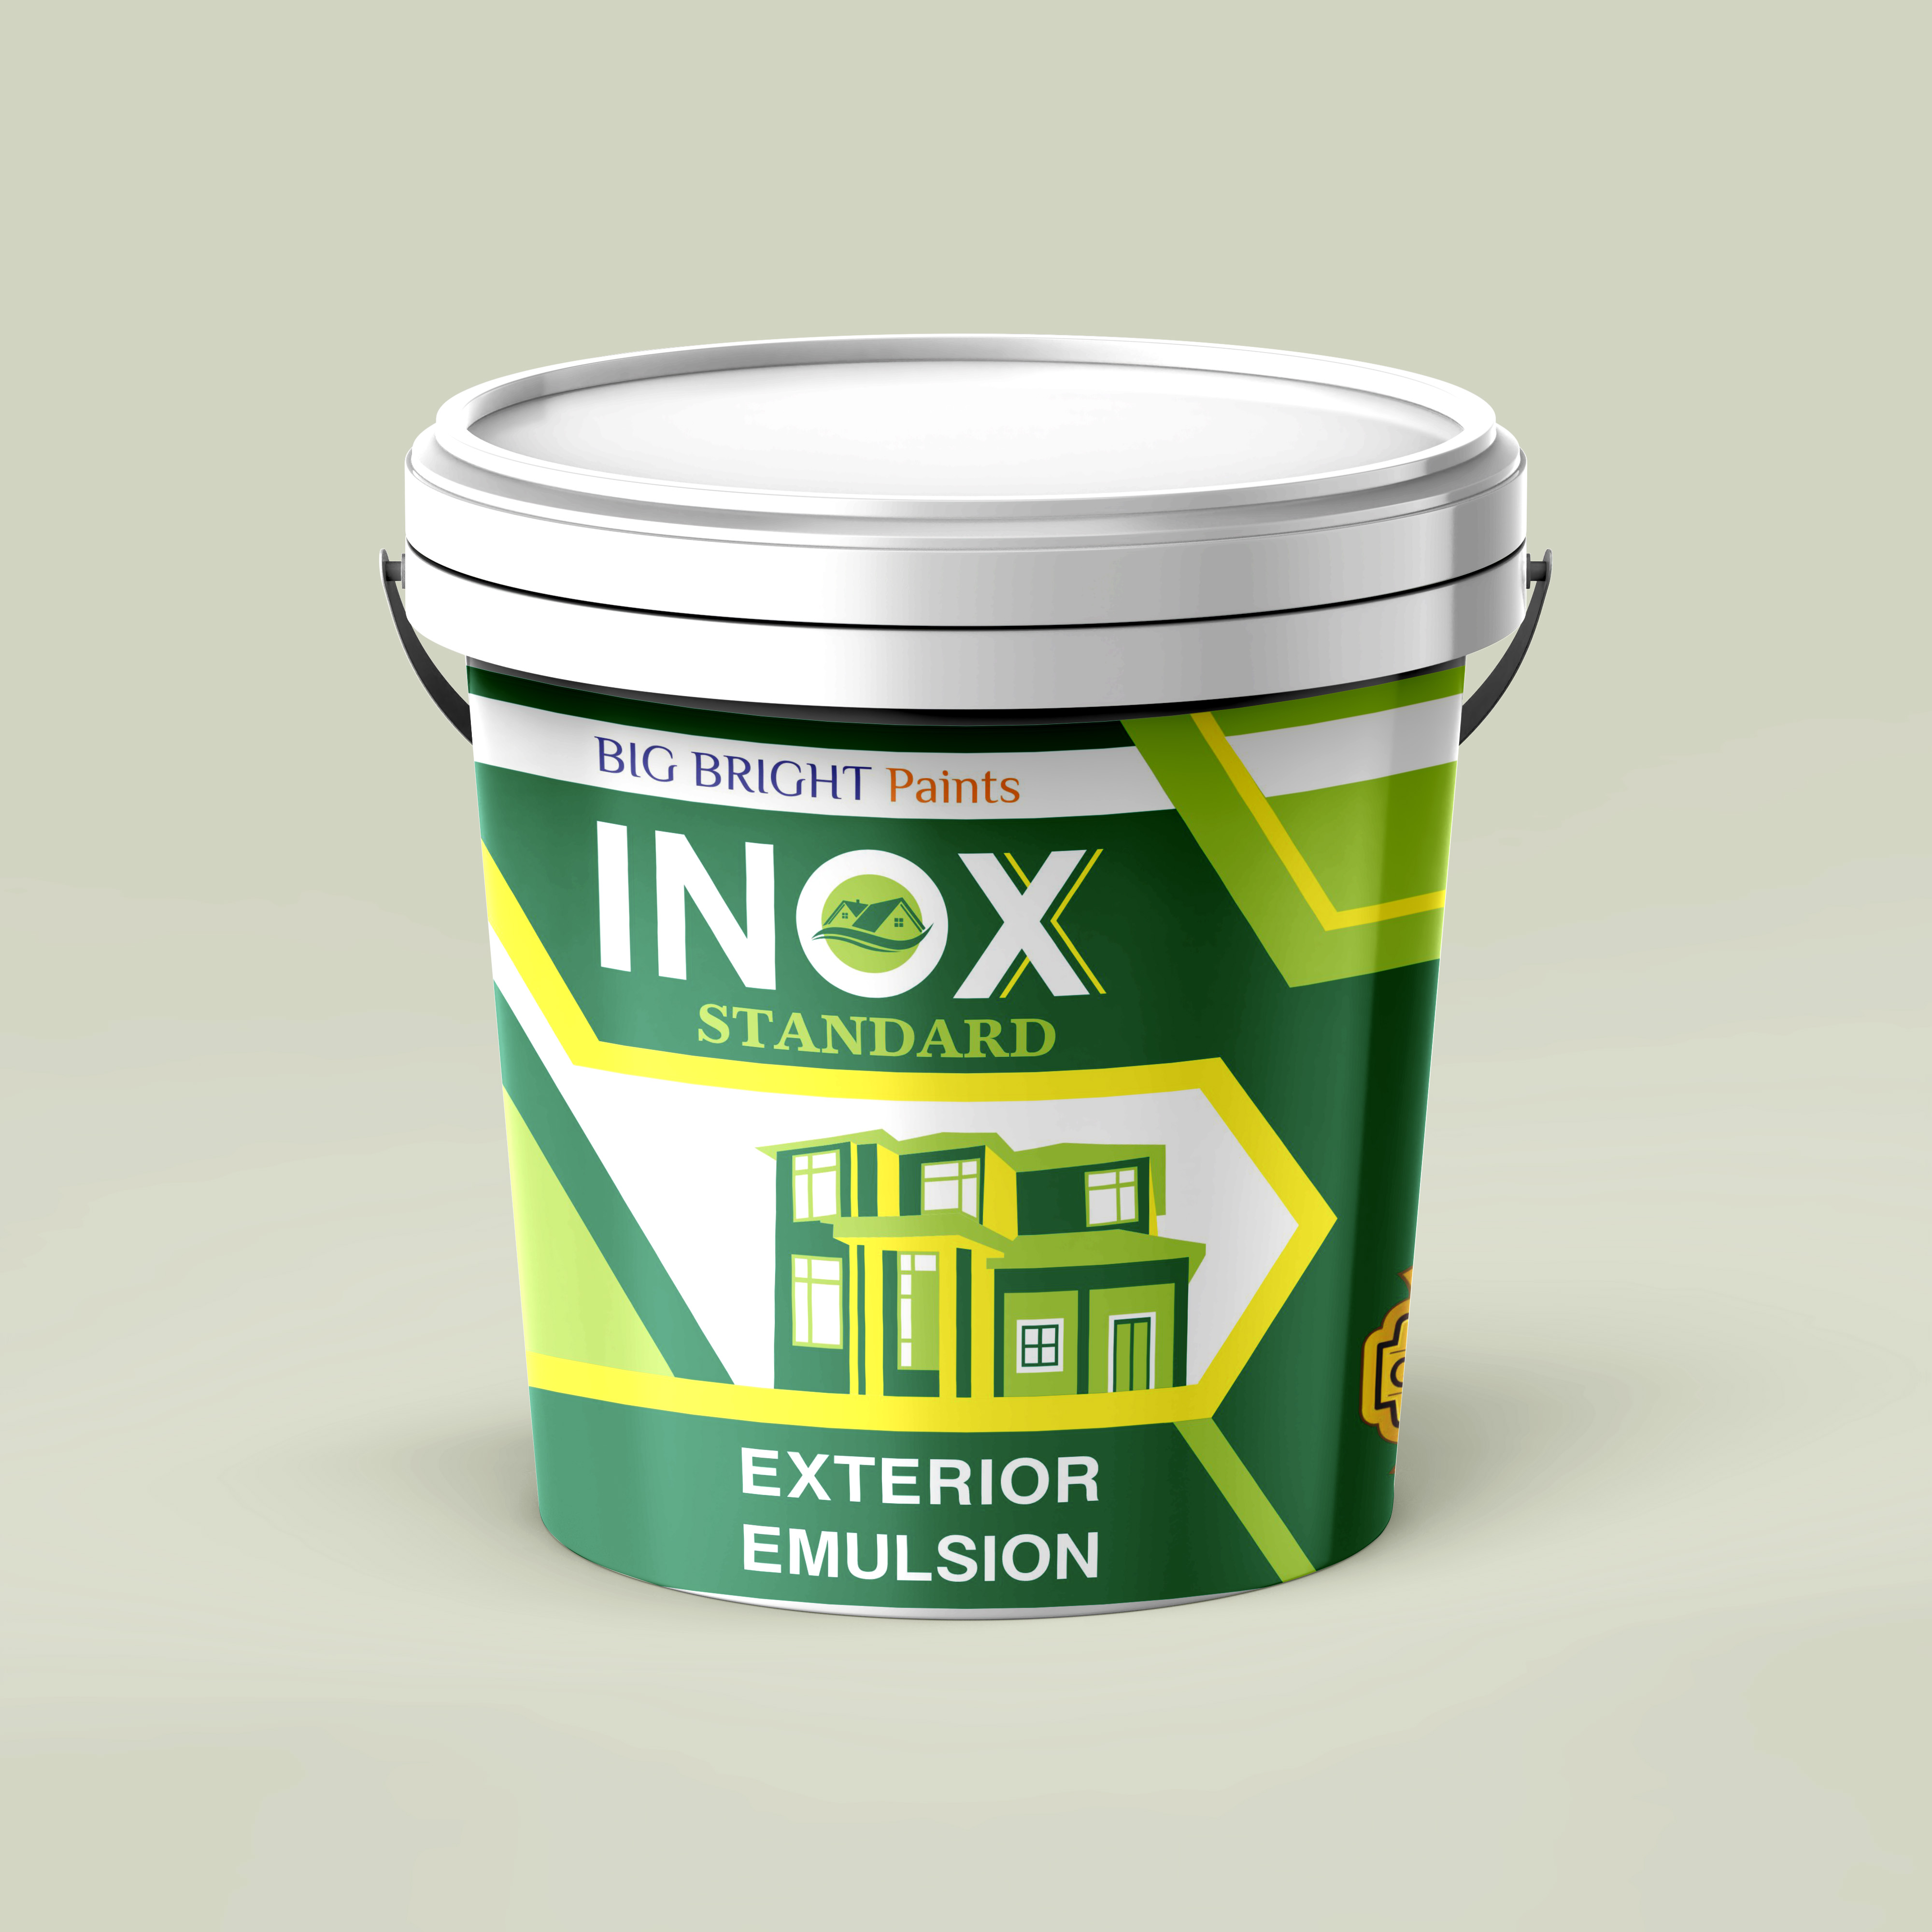 BIG BRIGHT Paints
INOX
STANDARD
EXTERIOR
EMULSION